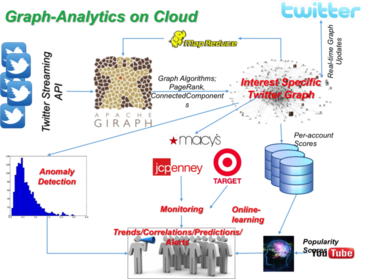 Graph-Analytics on Cloud
twitter
MapReduce
Real-time Graph
Updates
Twitter Streaming
API
Graph Algorithms;
PageRank,
ConnectedComponent
s
Interest Specific
Twitter Graph
APACHE
GIRAPH
macy's
Per-account
Scores
jcpenney
TARGET
Anomaly
Detection
Monitoring
Online-
learning
Trends/Correlations/Predictions/
Alerts
Popularity
Scores
YouTube